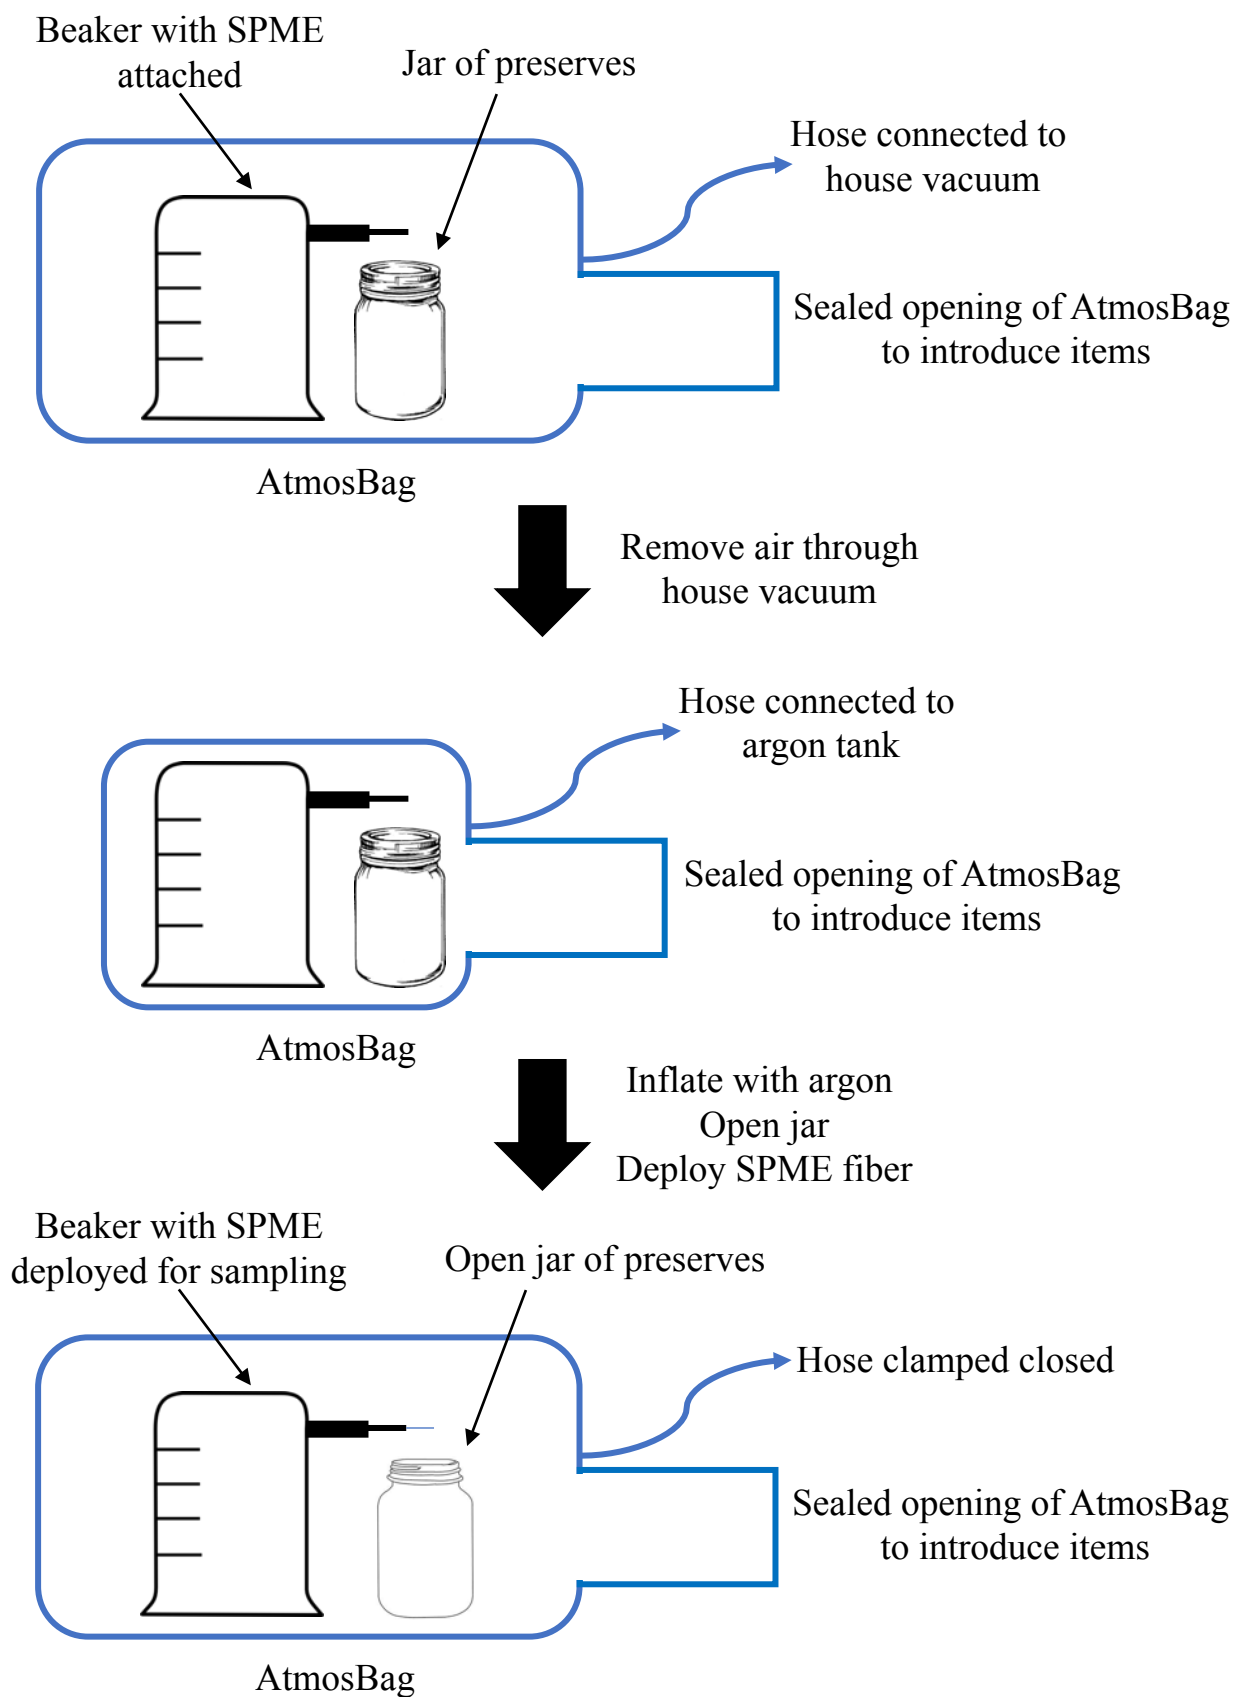 Beaker with SPME
attached
Jar of preserves
Hose connected to
house vacuum
Sealed opening of AtmosBag
to introduce items
AtmosBag
Remove air through
house vacuum
Hose connected to
argon tank
Sealed opening of AtmosBag
to introduce items
AtmosBag
Inflate with argon
Open jar
Deploy SPME fiber
Beaker with SPME
deployed for sampling
Open jar of preserves
Hose clamped closed
Sealed opening of AtmosBag
to introduce items
AtmosBag